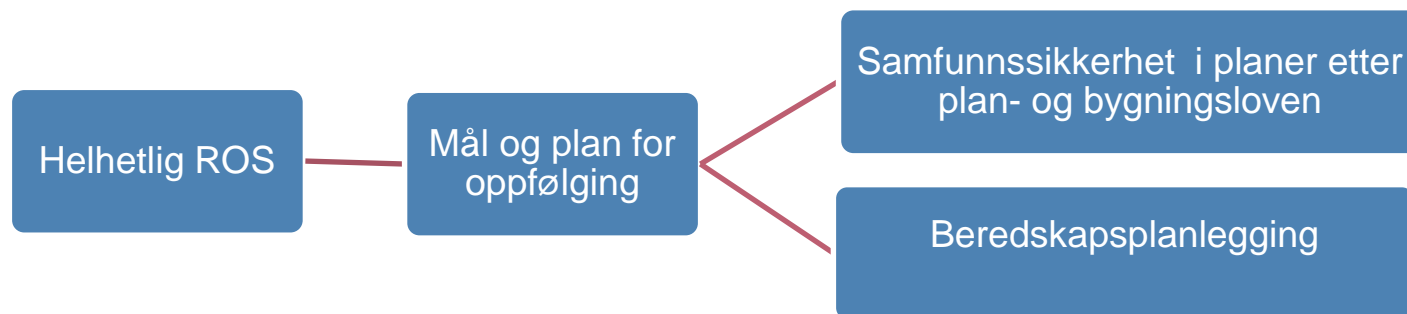 Helhetlig ROS
Mål og plan for
oppfølging
Samfunnssikkerhet i planer etter
plan- og bygningsloven
Beredskapsplanlegging